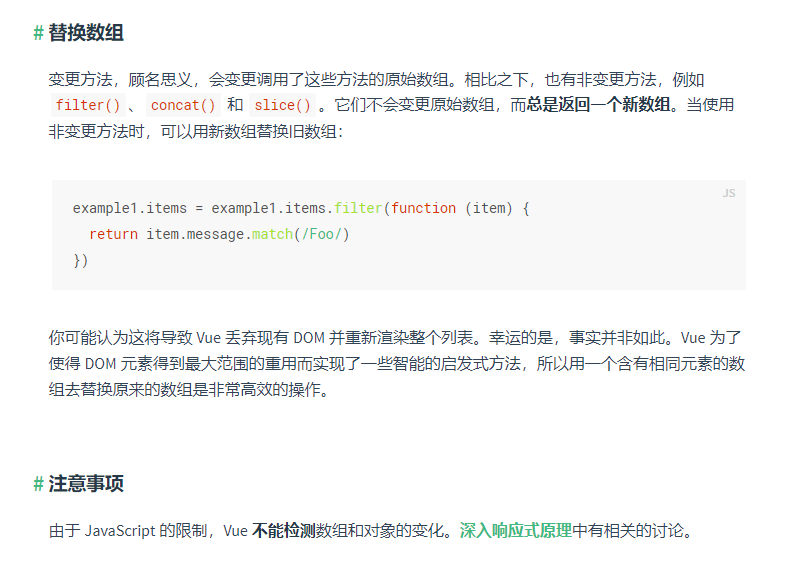 # 替换数组
变更方法，顾名思义，会变更调用了这些方法的原始数组。相比之下，也有非变更方法，例如
filter() 、 concat() 和 slice() 。它们不会变更原始数组，而总是返回一个新数组。当使用
非变更方法时，可以用新数组替换旧数组：
JS
example1.items = example1.items.filter(function (item) {
  return item.message.match(/Foo/)
})
你可能认为这将导致 Vue 丢弃现有 DOM 并重新渲染整个列表。幸运的是，事实并非如此。Vue 为了
使得 DOM 元素得到最大范围的重用而实现了一些智能的启发式方法，所以用一个含有相同元素的数
组去替换原来的数组是非常高效的操作。
# 注意事项
由于 JavaScript 的限制，Vue 不能检测数组和对象的变化。深入响应式原理中有相关的讨论。